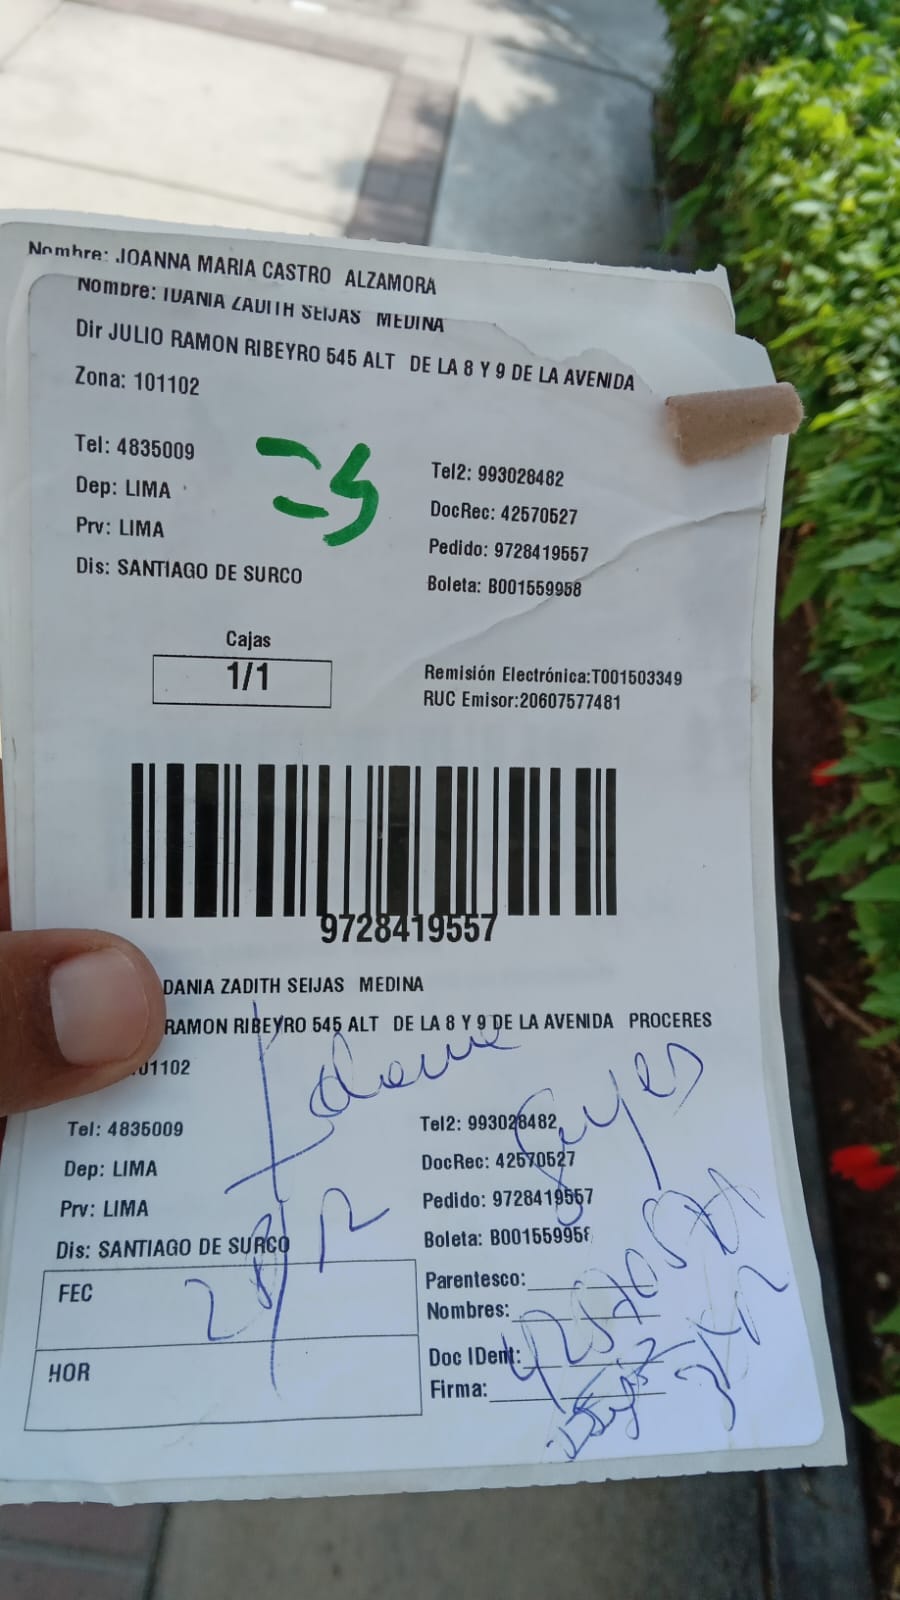 Nombre: JOANNA MARIA CASTRO ALZAMORA
Nombre: IDANIA ZADITH SEIJAS MEDINA
Dir JULIO RAMON RIBEYRO 545 ALT DE LA 8 Y 9 DE LA AVENIDA
Zona: 101102
Tel: 4835009
Tel2: 993028482
Dep: LIMA
DocRec: 42570527
Prv: LIMA
Pedido: 9728419557
Dis: SANTIAGO DE SURCO
Boleta: B001559958
Cajas
1/1
Remisión Electrónica:T001503349
RUC Emisor:20607577481
9728419557
DANIA ZADITH SEIJAS MEDINA
RAMON RIBEYRO 545 ALT DE LA 8 Y 9 DE LA AVENIDA PROCERES
01102
Tel: 4835009
Tel2: 993028482
Dep: LIMA
DocRec: 42570527
Prv: LIMA
Pedido: 9728419557
Dis: SANTIAGO DE SURCO
Boleta: B001559958
FEC
Parentesco:
Nombres:
HOR
Doc IDent:
Firma: